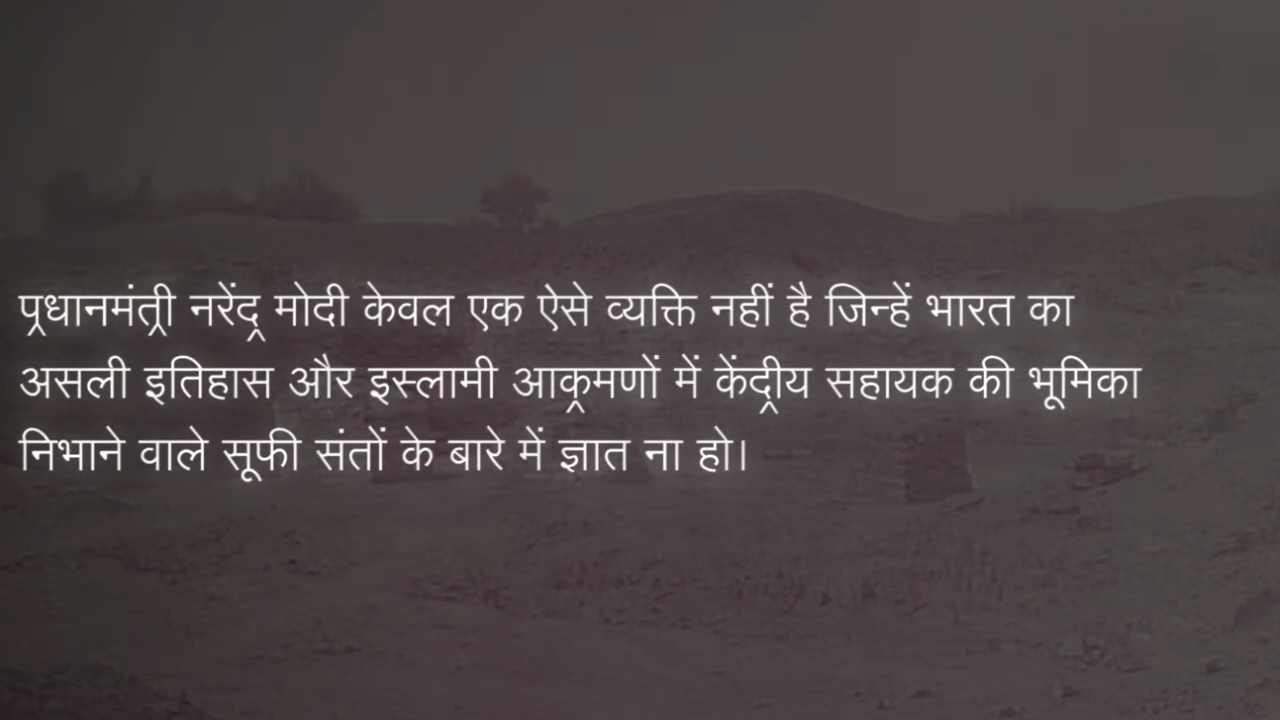 प्रधानमंत्री नरेंद्र मोदी केवल एक ऐसे व्यक्ति नहीं है जिन्हें भारत का
असली इतिहास और इस्लामी आक्रमणों में केंद्रीय सहायक की भूमिका
निभाने वाले सूफी संतों के बारे में ज्ञात ना हो।